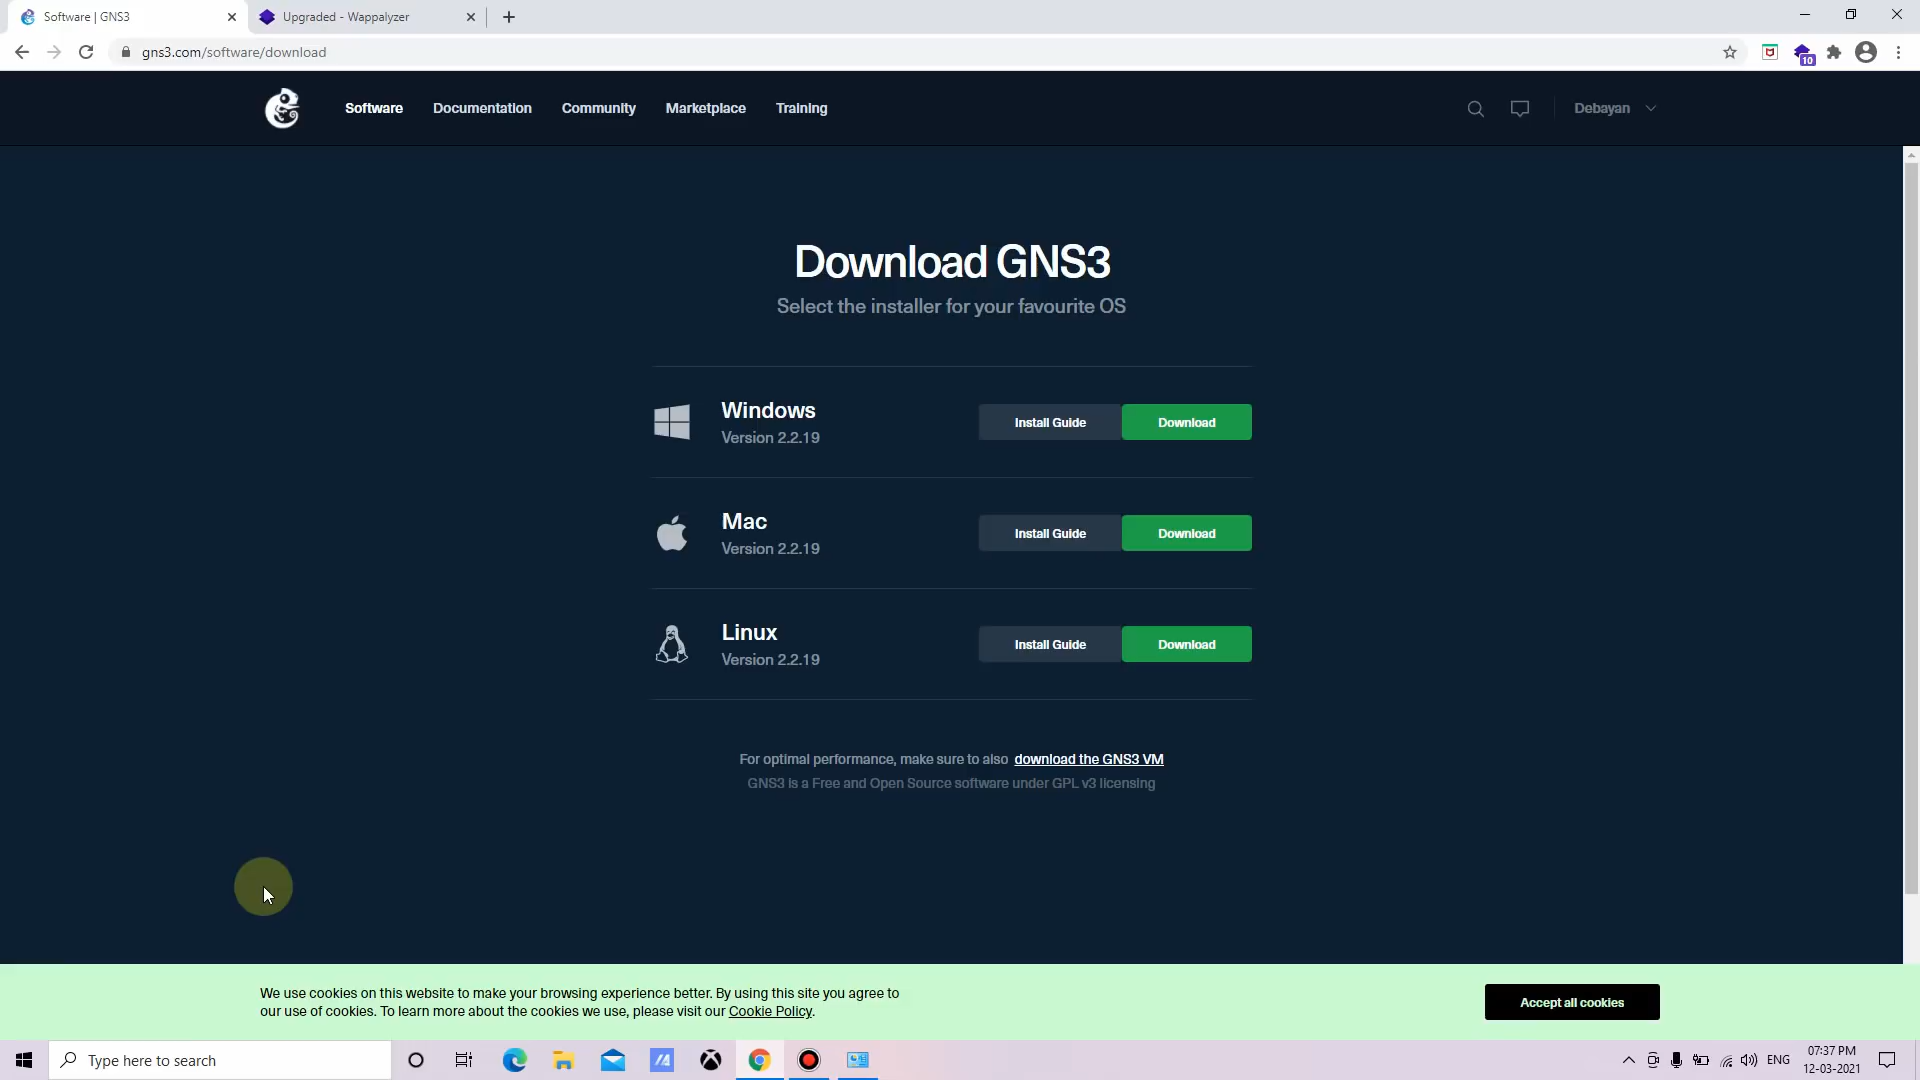 Software | GNS3
Upgraded - Wappalyzer
gns3.com/software/download
10
Software Documentation Community Marketplace Training
Debayan
Download GNS3
Select the installer for your favourite OS
Windows
Version 2.2.19
Install Guide Download
Mac
Version 2.2.19
Install Guide Download
Linux
Version 2.2.19
Install Guide Download
For optimal performance, make sure to also download the GNS3 VM
GNS3 is a Free and Open Source software under GPL v3 licensing
We use cookies on this website to make your browsing experience better. By using this site you agree to
our use of cookies. To learn more about the cookies we use, please visit our Cookie Policy.
Accept all cookies
Type here to search
ENG
07:37 PM
12-03-2021